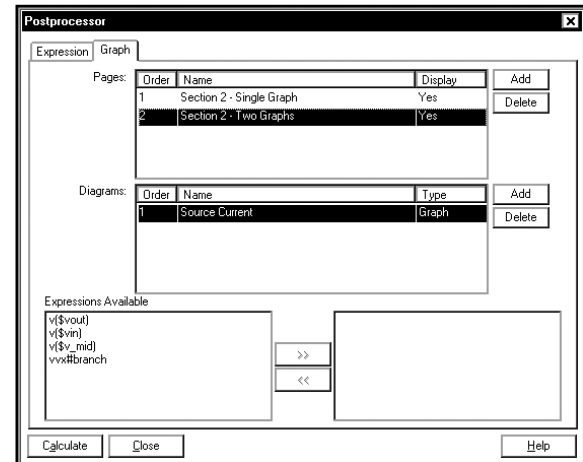 Postprocessor
Expression Graph
Pages: Order Name Display Add
1 Section 2 - Single Graph Yes Delete
2 Section 2 - Two Graphs Yes
Diagrams: Order Name Type Add
1 Source Current Graph Delete
Expressions Available
v($vout)
v($vin)
v($v_mid)
vvx#branch
>>
<<
Calculate Close Help